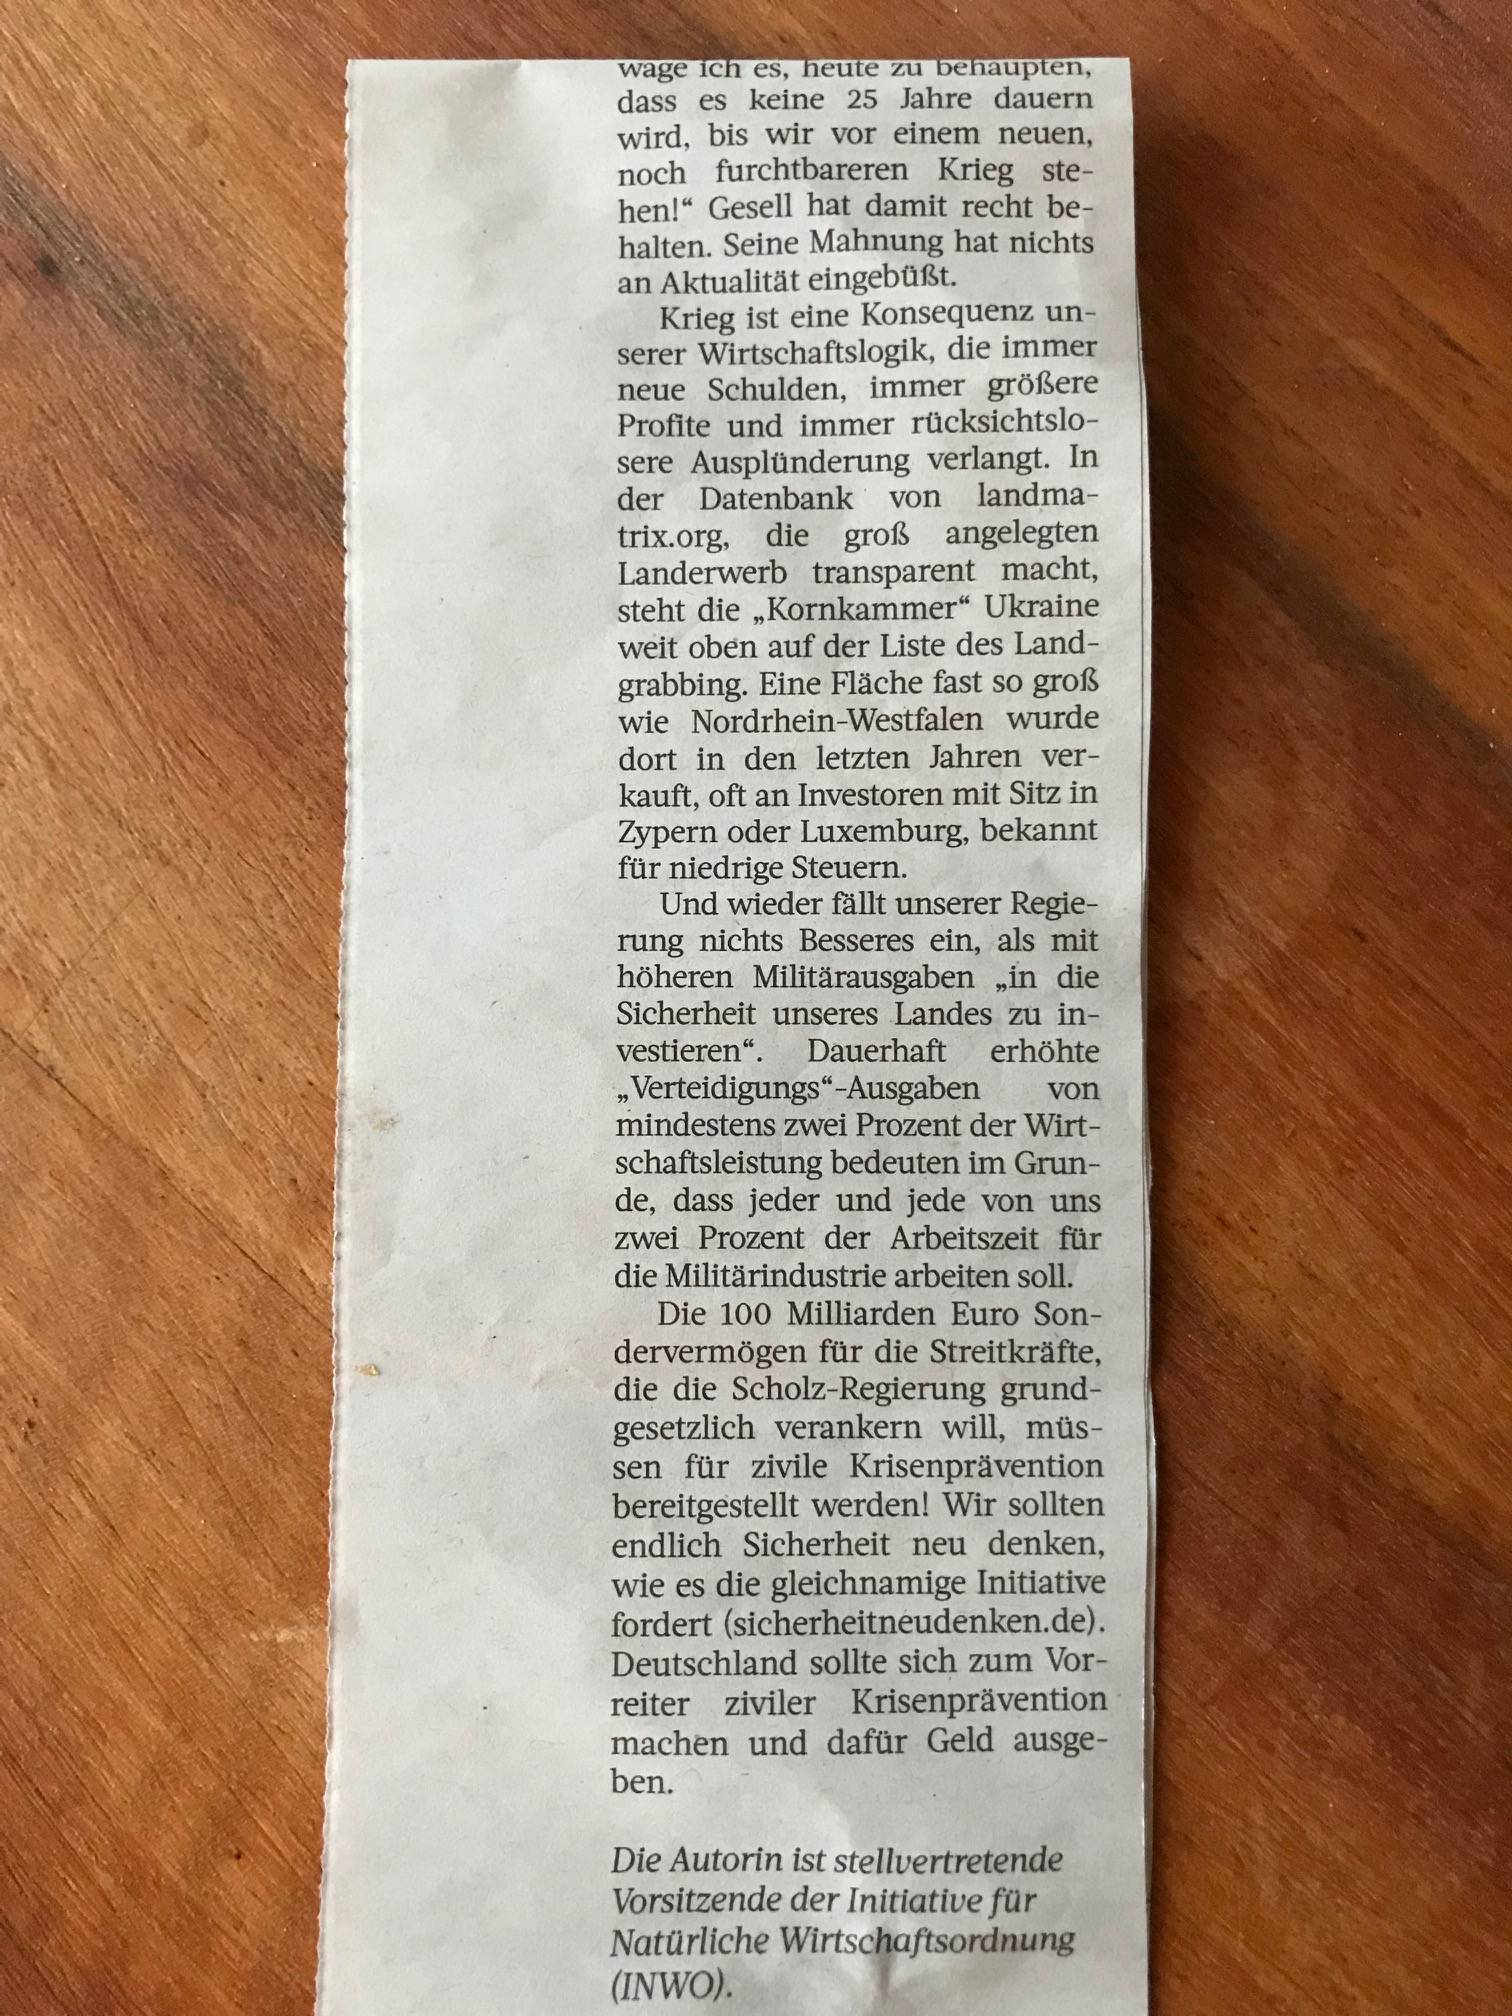 wage ich es, heute zu behaupten,
dass es keine 25 Jahre dauern
wird, bis wir vor einem neuen,
noch furchtbareren Krieg ste-
hen!“ Gesell hat damit recht be-
halten. Seine Mahnung hat nichts
an Aktualität eingebüßt.
Krieg ist eine Konsequenz un-
serer Wirtschaftslogik, die immer
neue Schulden, immer größere
Profite und immer rücksichtslo-
sere Ausplünderung verlangt. In
der Datenbank von landma-
trix.org, die groß angelegten
Landerwerb transparent macht,
steht die „Kornkammer“ Ukraine
weit oben auf der Liste des Land-
grabbing. Eine Fläche fast so groß
wie Nordrhein-Westfalen wurde
dort in den letzten Jahren ver-
kauft, oft an Investoren mit Sitz in
Zypern oder Luxemburg, bekannt
für niedrige Steuern.
Und wieder fällt unserer Regie-
rung nichts Besseres ein, als mit
höheren Militärausgaben „in die
Sicherheit unseres Landes zu in-
vestieren“. Dauerhaft erhöhte
„Verteidigungs“-Ausgaben von
mindestens zwei Prozent der Wirt-
schaftsleistung bedeuten im Grun-
de, dass jeder und jede von uns
zwei Prozent der Arbeitszeit für
die Militärindustrie arbeiten soll.
Die 100 Milliarden Euro Son-
dervermögen für die Streitkräfte,
die die Scholz-Regierung grund-
gesetzlich verankern will, müs-
sen für zivile Krisenprävention
bereitgestellt werden! Wir sollten
endlich Sicherheit neu denken,
wie es die gleichnamige Initiative
fordert (sicherheitneudenken.de).
Deutschland sollte sich zum Vor-
reiter ziviler Krisenprävention
machen und dafür Geld ausge-
ben.
Die Autorin ist stellvertretende
Vorsitzende der Initiative für
Natürliche Wirtschaftsordnung
(INWO).